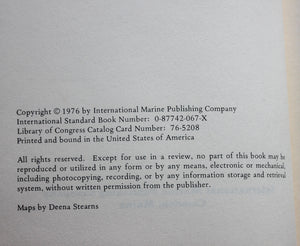 Copyright © 1976 by International Marine Publishing Company
International Standard Book Number: 0-87742-067-X
Library of Congress Catalog Card Number: 76-5208
Printed and bound in the United States of America
All rights reserved. Except for use in a review, no part of this book may be
reproduced or utilized in any form or by any means, electronic or mechanical,
including photocopying, recording, or by any information storage and retrieval
system, without written permission from the publisher.
Maps by Deena Stearns